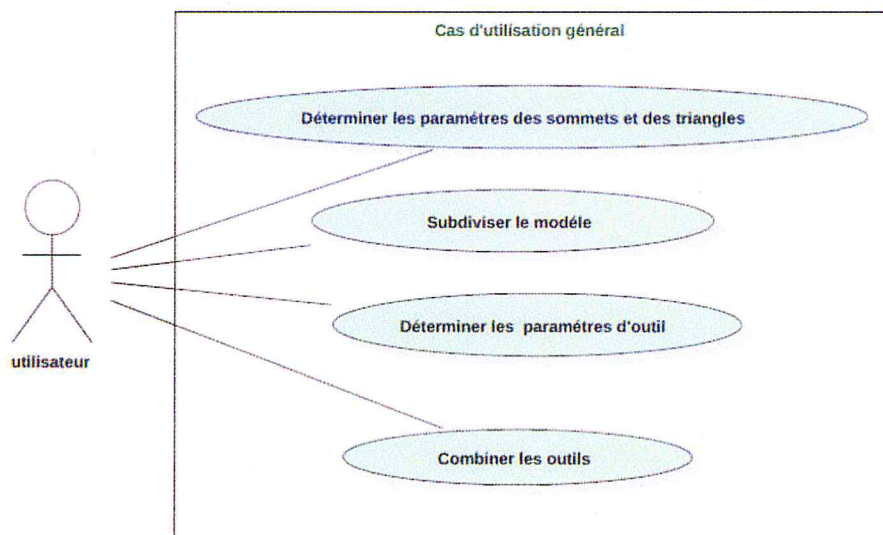 Cas d'utilisation général
Déterminer les paramétres des sommets et des triangles
Subdiviser le modéle
Déterminer les paramétres d'outil
utilisateur
Combiner les outils